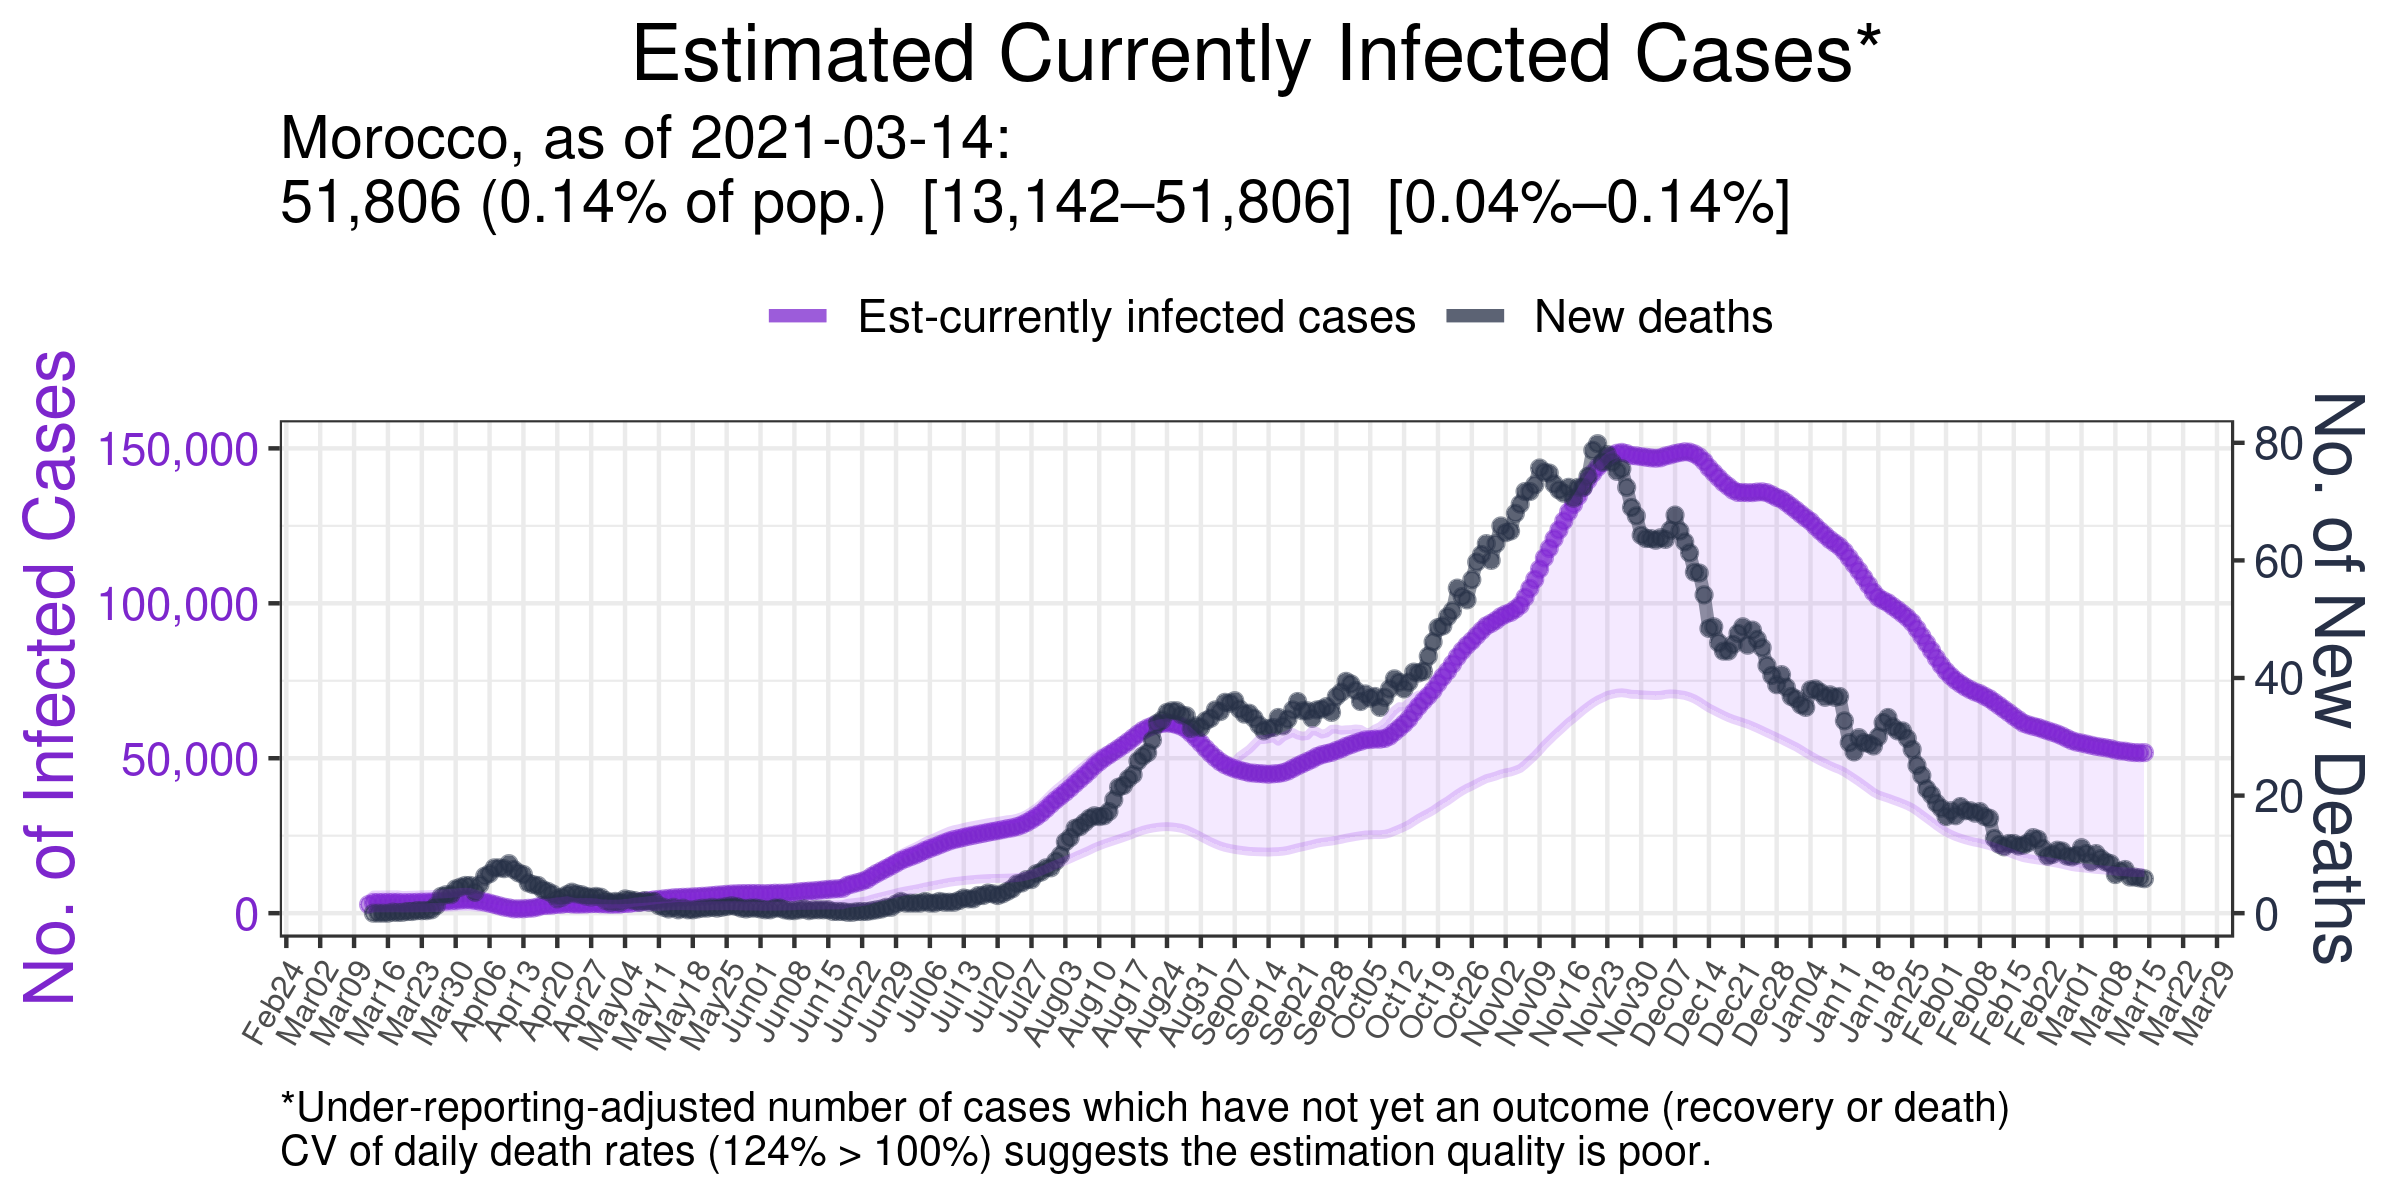 Estimated Currently Infected Cases*
Morocco, as of 2021-03-14:
51,806 (0.14% of pop.)  [13,142–51,806]  [0.04%–0.14%]
Est-currently infected cases
New deaths
No. of Infected Cases
150,000
100,000
50,000
0
No. of New Deaths
80
60
40
20
0
Feb24
Mar02
Mar09
Mar16
Mar23
Mar30
Apr06
Apr13
Apr20
Apr27
May04
May11
May18
May25
Jun01
Jun08
Jun15
Jun22
Jun29
Jul06
Jul13
Jul20
Jul27
Aug03
Aug10
Aug17
Aug24
Aug31
Sep07
Sep14
Sep21
Sep28
Oct05
Oct12
Oct19
Oct26
Nov02
Nov09
Nov16
Nov23
Nov30
Dec07
Dec14
Dec21
Dec28
Jan04
Jan11
Jan18
Jan25
Feb01
Feb08
Feb15
Feb22
Mar01
Mar08
Mar15
Mar22
Mar29
*Under-reporting-adjusted number of cases which have not yet an outcome (recovery or death)
CV of daily death rates (124% > 100%) suggests the estimation quality is poor.